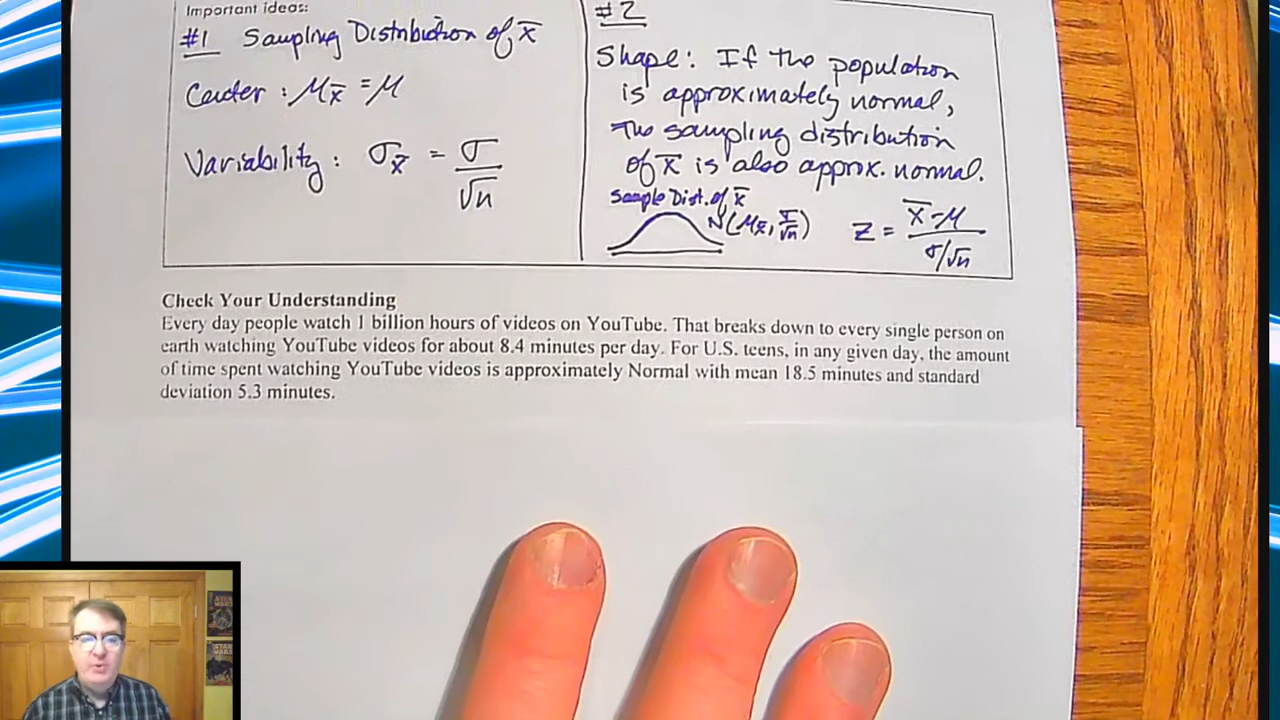 Important ideas:
#1 Sampling Distribution of x̄
Center: μx̄ = μ
Variability: σx̄ = σ/√n
#2
Shape: If the population
is approximately normal,
the sampling distribution
of x̄ is also approx. normal.
Sample Dist. of x̄
N(μx̄, σ/√n)
z = x̄-μ / σ/√n
Check Your Understanding
Every day people watch 1 billion hours of videos on YouTube. That breaks down to every single person on
earth watching YouTube videos for about 8.4 minutes per day. For U.S. teens, in any given day, the amount
of time spent watching YouTube videos is approximately Normal with mean 18.5 minutes and standard
deviation 5.3 minutes.